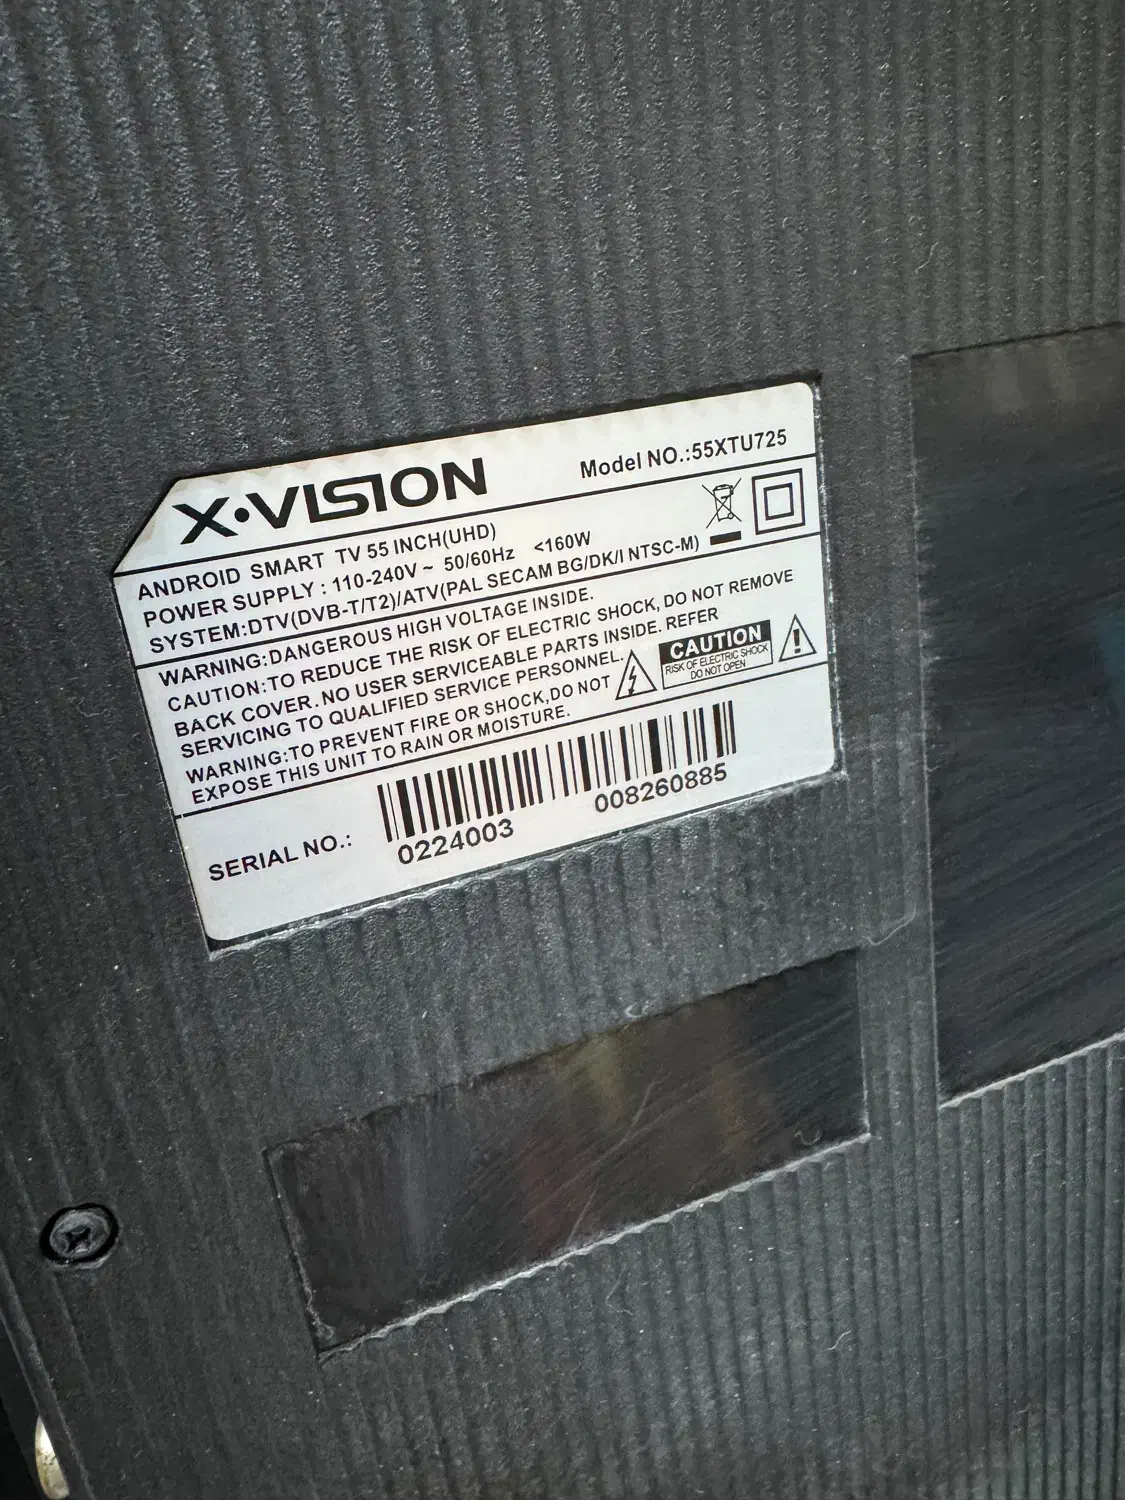 X·VISION
Model NO.:55XTU725
ANDROID SMART TV 55 INCH(UHD)
POWER SUPPLY : 110-240V ~ 50/60Hz <160W
SYSTEM:DTV(DVB-T/T2)/ATV(PAL SECAM BG/DK/I NTSC-M)
WARNING:DANGEROUS HIGH VOLTAGE INSIDE.
CAUTION:TO REDUCE THE RISK OF ELECTRIC SHOCK, DO NOT REMOVE
BACK COVER.NO USER SERVICEABLE PARTS INSIDE. REFER
SERVICING TO QUALIFIED SERVICE PERSONNEL.
WARNING:TO PREVENT FIRE OR SHOCK,DO NOT
EXPOSE THIS UNIT TO RAIN OR MOISTURE.
CAUTION
RISK OF ELECTRIC SHOCK
DO NOT OPEN
SERIAL NO.:
0224003 008260885